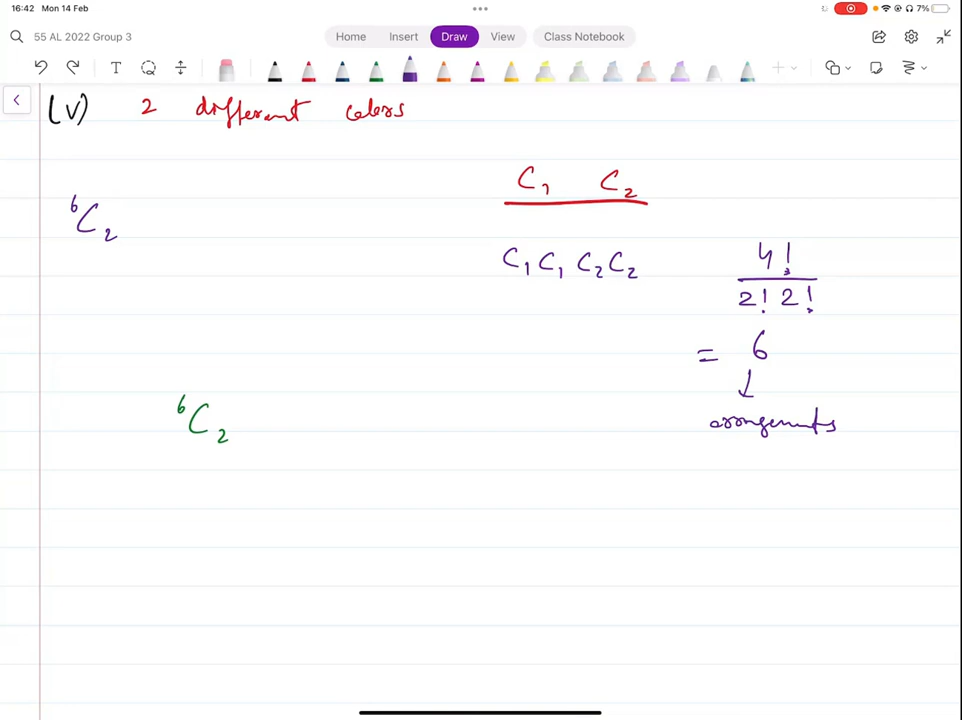 16:42 Mon 14 Feb
7%
55 AL 2022 Group 3
Home Insert Draw View Class Notebook
(V) 2 different colors
C₁ C₂
⁶C₂
C₁ C₁ C₂ C₂
4!
2! 2!
= 6
↓
arrangements
⁶C₂